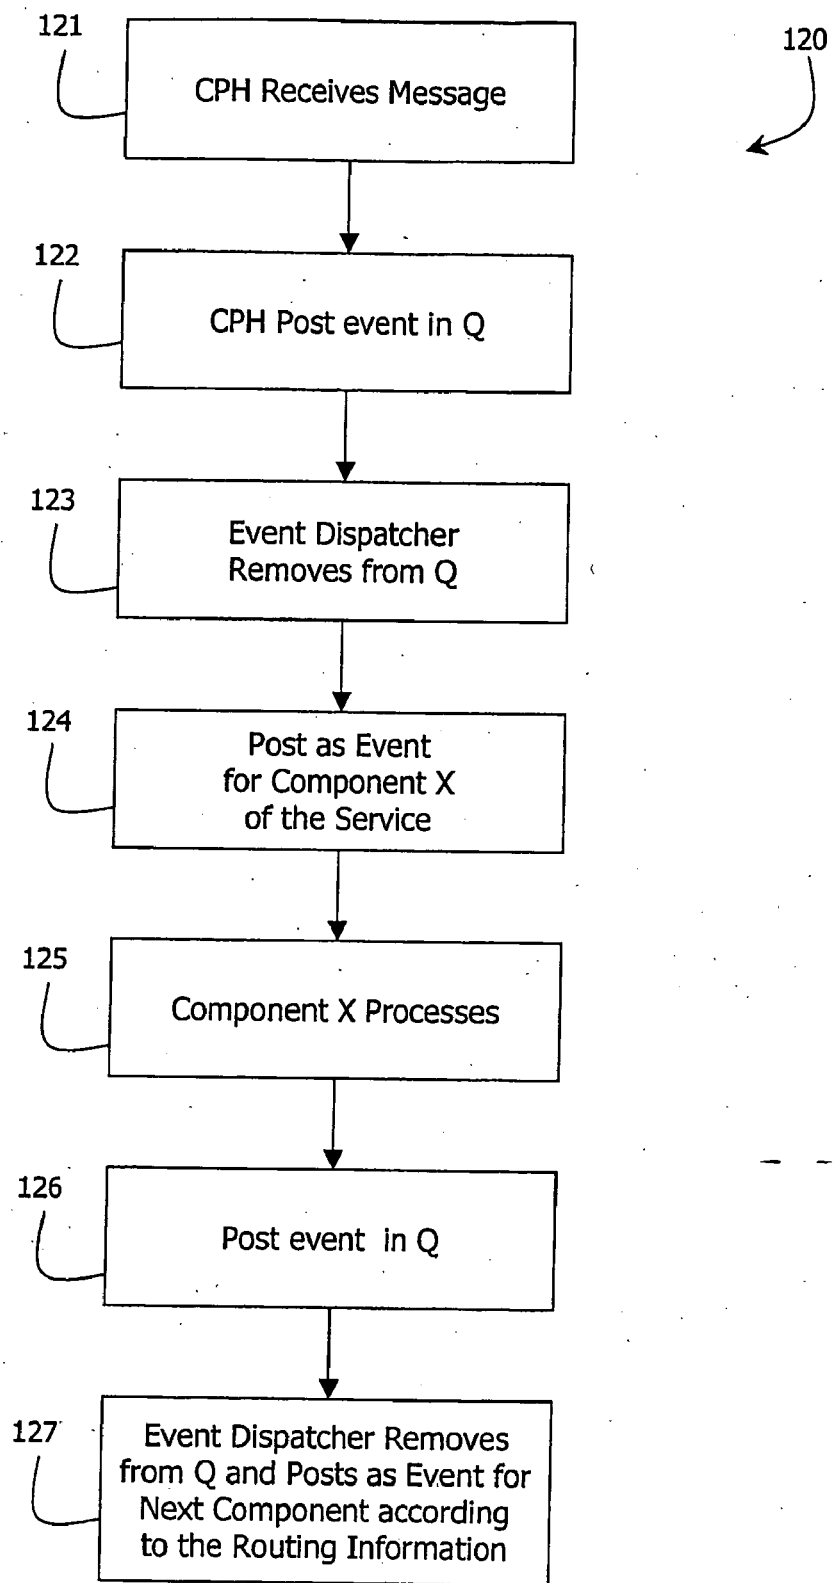 121
120
CPH Receives Message
122
CPH Post event in Q
123
Event Dispatcher
Removes from Q
124
Post as Event
for Component X
of the Service
125
Component X Processes
126
Post event in Q
127
Event Dispatcher Removes
from Q and Posts as Event for
Next Component according
to the Routing Information